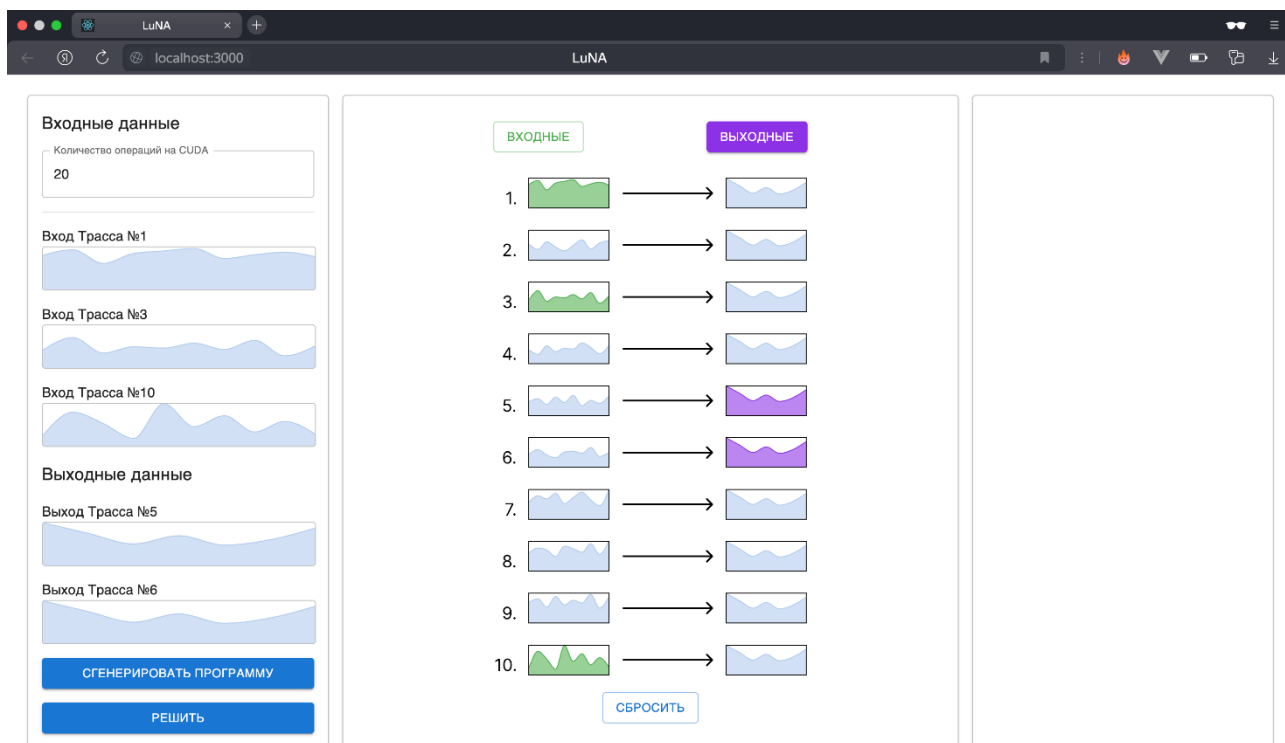 LuNA
localhost:3000
LuNA
Входные данные
Количество операций на CUDA
20
Вход Трасса №1
Вход Трасса №3
Вход Трасса №10
Выходные данные
Выход Трасса №5
Выход Трасса №6
СГЕНЕРИРОВАТЬ ПРОГРАММУ
РЕШИТЬ
ВХОДНЫЕ
ВЫХОДНЫЕ
1.
2.
3.
4.
5.
6.
7.
8.
9.
10.
СБРОСИТЬ